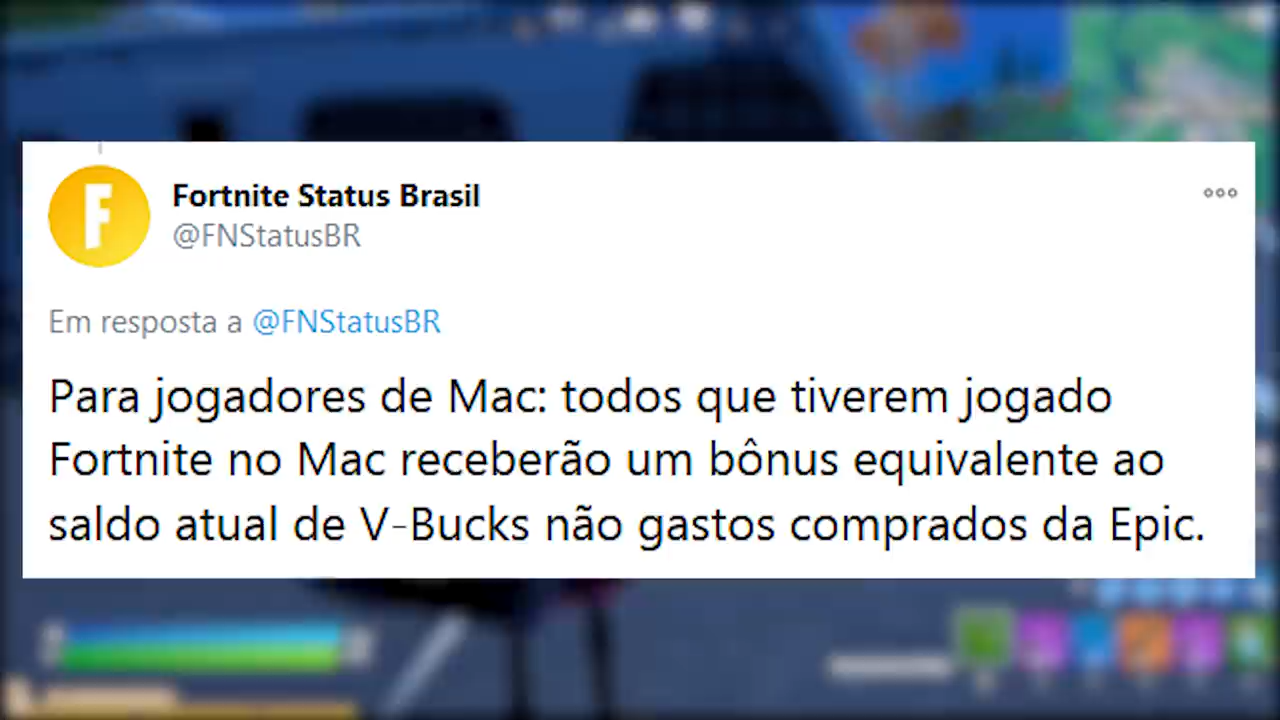 F
Fortnite Status Brasil
@FNStatusBR
Em resposta a @FNStatusBR
Para jogadores de Mac: todos que tiverem jogado
Fortnite no Mac receberão um bônus equivalente ao
saldo atual de V-Bucks não gastos comprados da Epic.